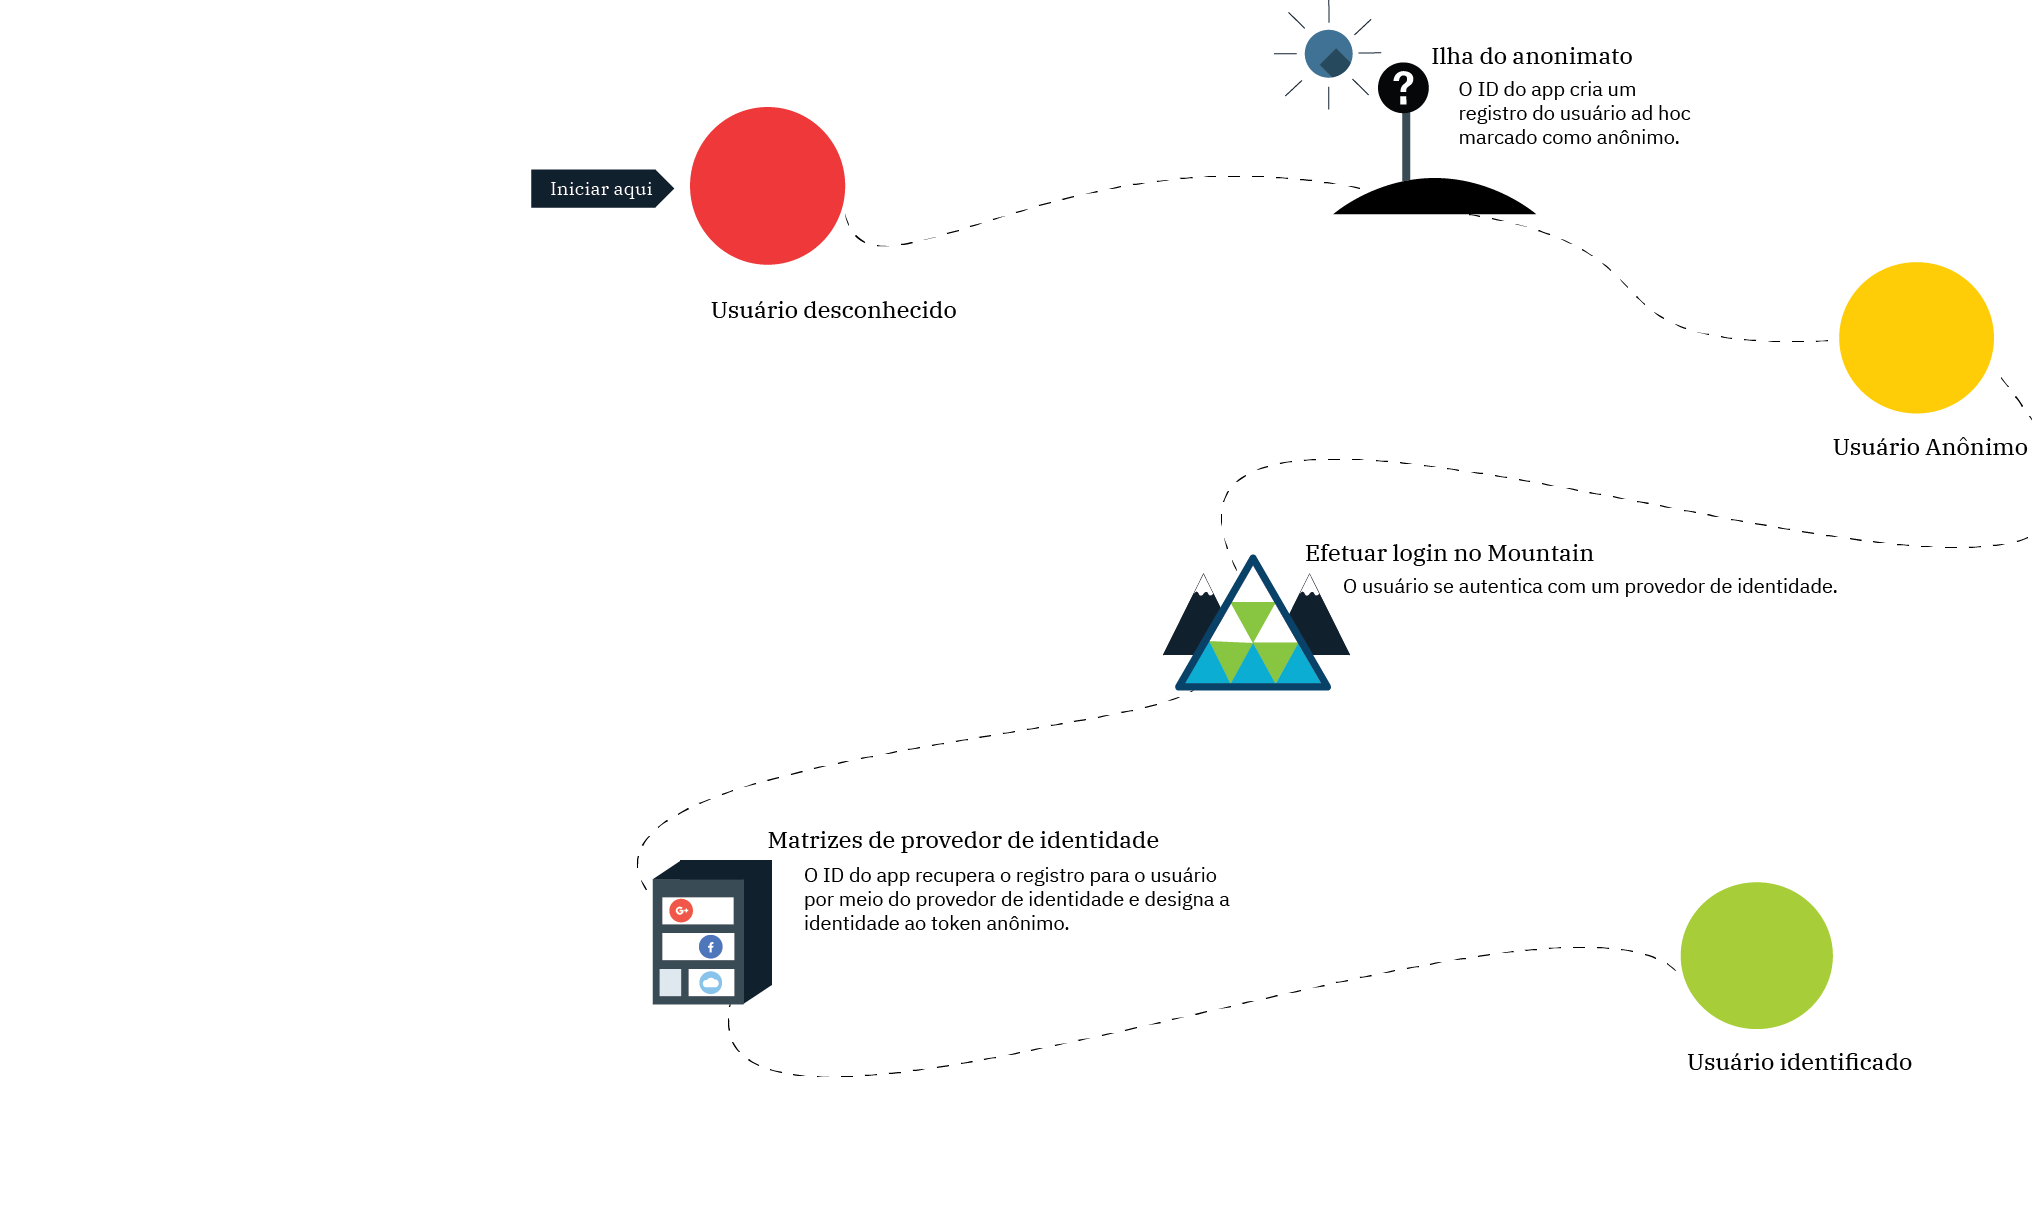 Ilha do anonimato
O ID do app cria um
registro do usuário ad hoc
marcado como anônimo.
?
Iniciar aqui
Usuário desconhecido
Usuário Anônimo
Efetuar login no Mountain
O usuário se autentica com um provedor de identidade.
Matrizes de provedor de identidade
O ID do app recupera o registro para o usuário
por meio do provedor de identidade e designa a
identidade ao token anônimo.
G+
f
Usuário identificado